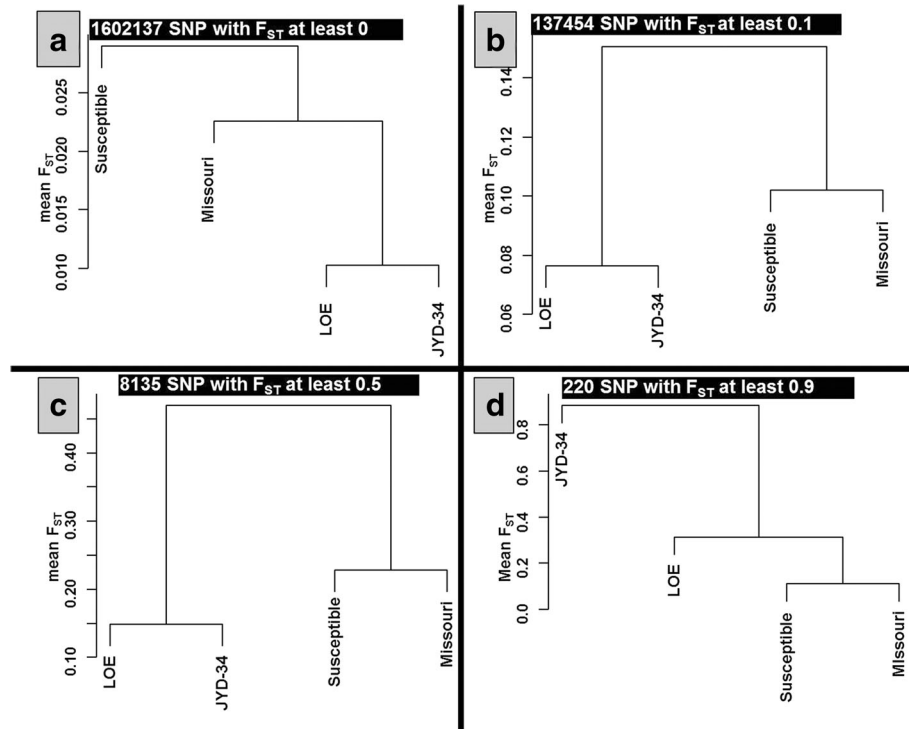 a
1602137 SNP with FST at least 0
mean FST
0.025
0.020
0.015
0.010
Susceptible
Missouri
LOE
JYD-34
b
137454 SNP with FST at least 0.1
mean FST
0.14
0.12
0.10
0.08
0.06
LOE
JYD-34
Susceptible
Missouri
c
8135 SNP with FST at least 0.5
mean FST
0.40
0.30
0.20
0.10
LOE
JYD-34
Susceptible
Missouri
d
220 SNP with FST at least 0.9
Mean FST
0.8
0.6
0.4
0.2
0.0
JYD-34
LOE
Susceptible
Missouri